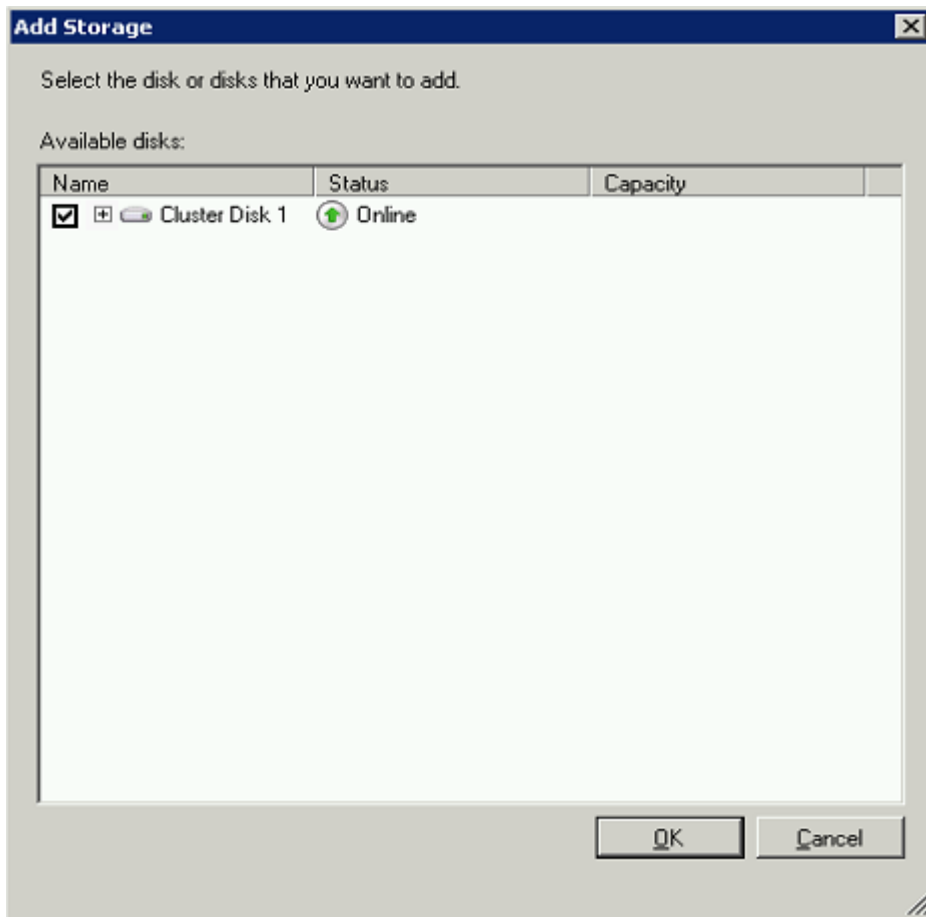 Add Storage
Select the disk or disks that you want to add.
Available disks:
Name Status Capacity
Cluster Disk 1 Online
OK Cancel